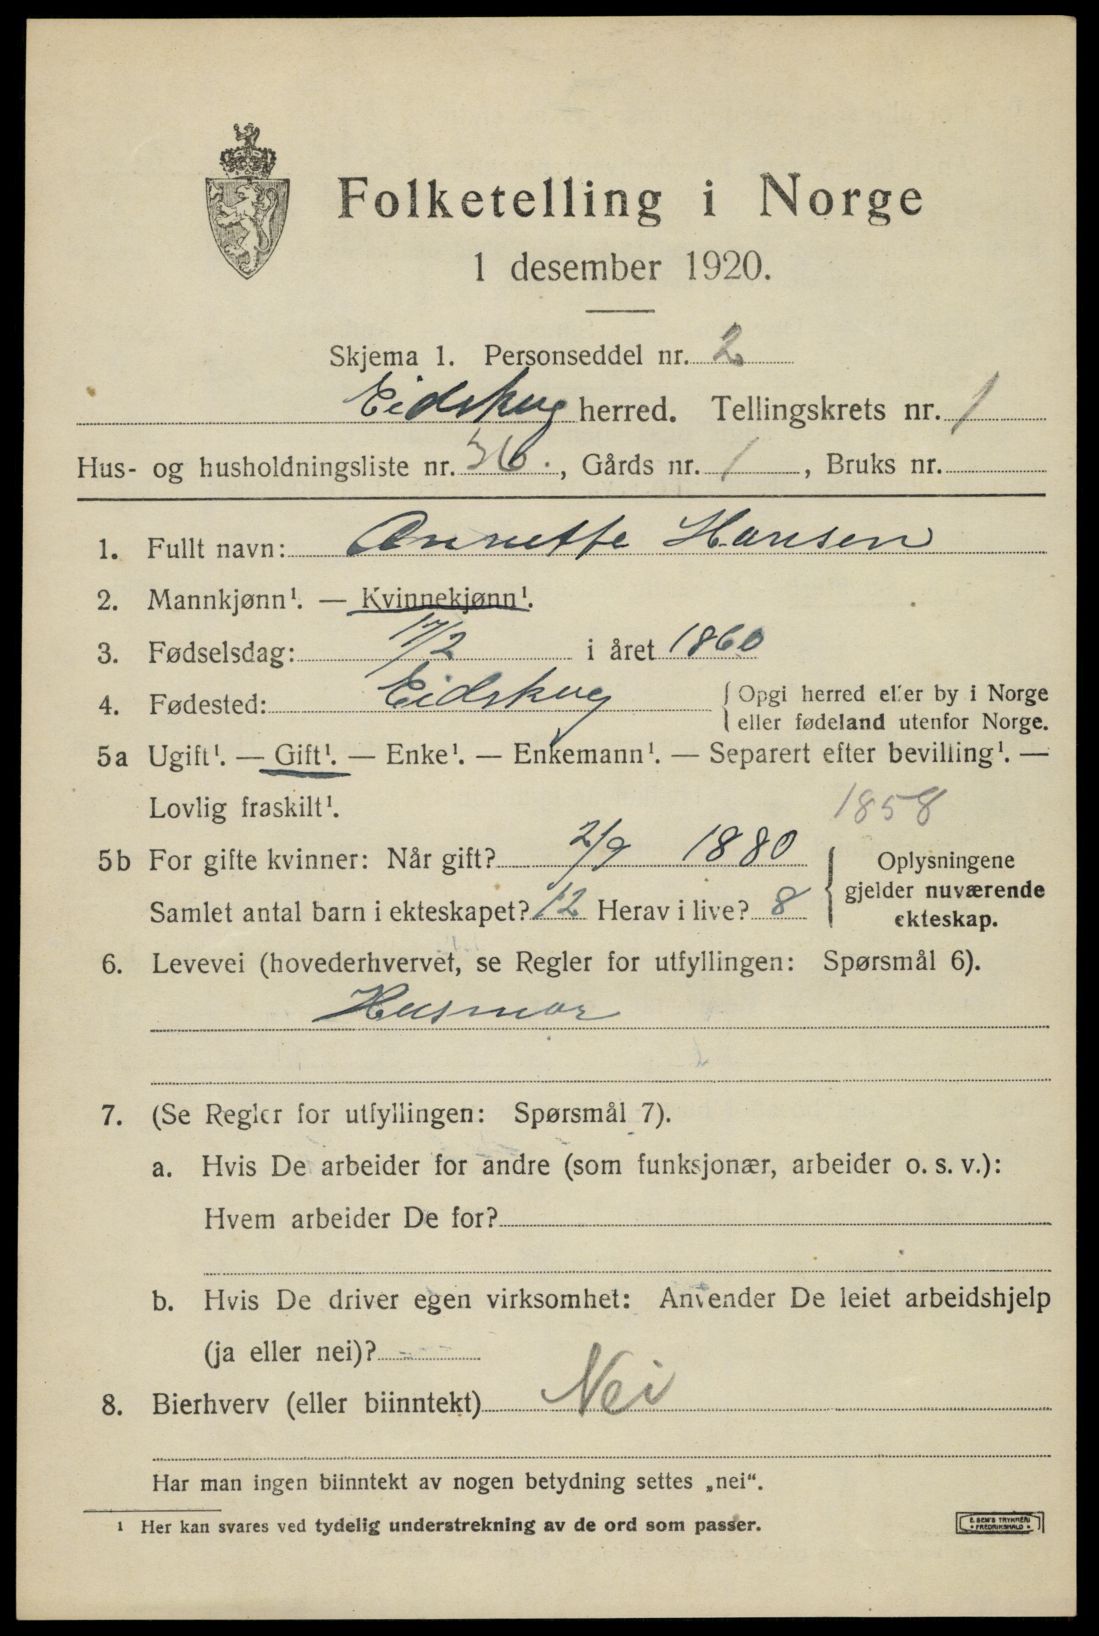 Folketelling i Norge
1 desember 1920.
Skjema 1. Personseddel nr. 2
Eidskog herred. Tellingskrets nr. 1
Hus- og husholdningsliste nr. 36., Gårds nr. 1, Bruks nr.
1. Fullt navn: Annette Hansen
2. Mannkjønn¹. — Kvinnekjønn¹.
3. Fødselsdag: 17/2 i året 1860
4. Fødested: Eidskog {Opgi herred eller by i Norge
eller fødeland utenfor Norge.
5a Ugift¹. — Gift¹. — Enke¹. — Enkemann¹. — Separert efter bevilling¹. —
Lovlig fraskilt¹.
1858
5b For gifte kvinner: Når gift? 2/9 1880
Samlet antal barn i ekteskapet? 12 Herav i live? 8
Oplysningene
gjelder nuværende
ekteskap.
6. Levevei (hovederhvervet, se Regler for utfyllingen: Spørsmål 6).
Husmor
7. (Se Regler for utfyllingen: Spørsmål 7).
a. Hvis De arbeider for andre (som funksjonær, arbeider o. s. v.):
Hvem arbeider De for?
b. Hvis De driver egen virksomhet: Anvender De leiet arbeidshjelp
(ja eller nei)?
8. Bierhverv (eller biinntekt) Nei
Har man ingen biinntekt av nogen betydning settes „nei“.
¹ Her kan svares ved tydelig understrekning av de ord som passer.
E. SEM'S TRYKKERI
• FREDRIKSHALD •